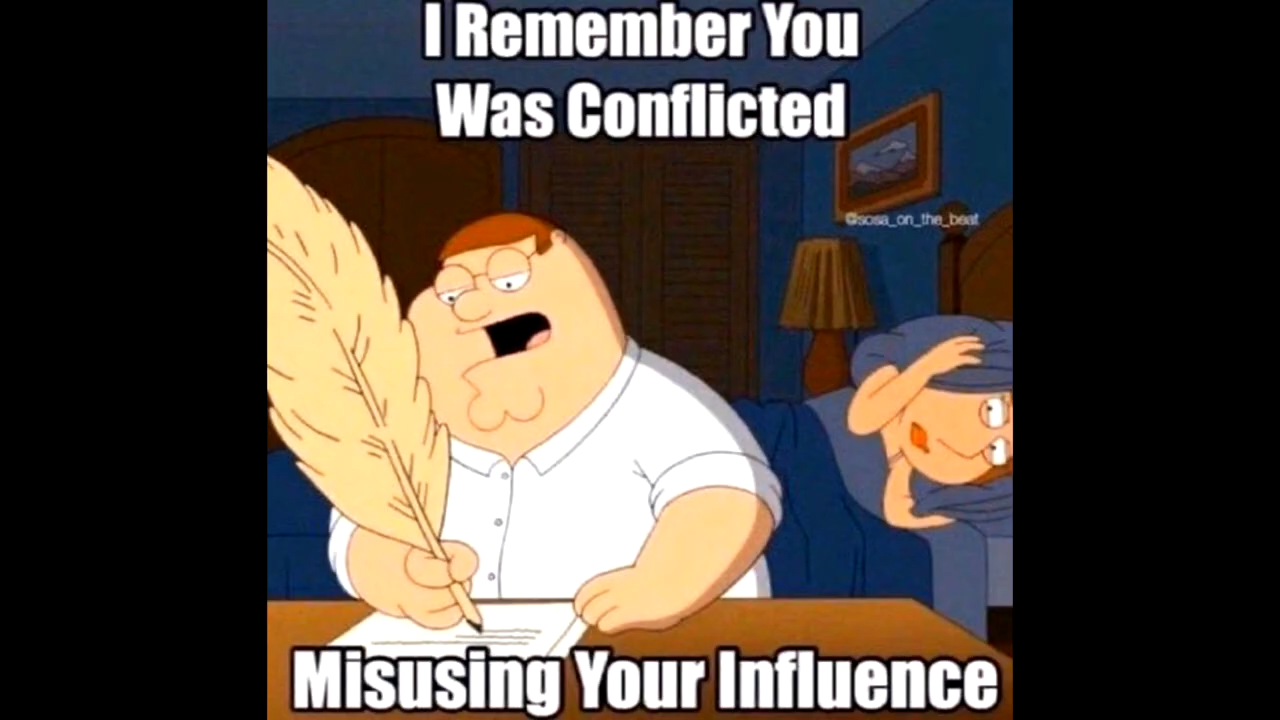 I Remember You
Was Conflicted
@sosa_on_the_beat
Misusing Your Influence